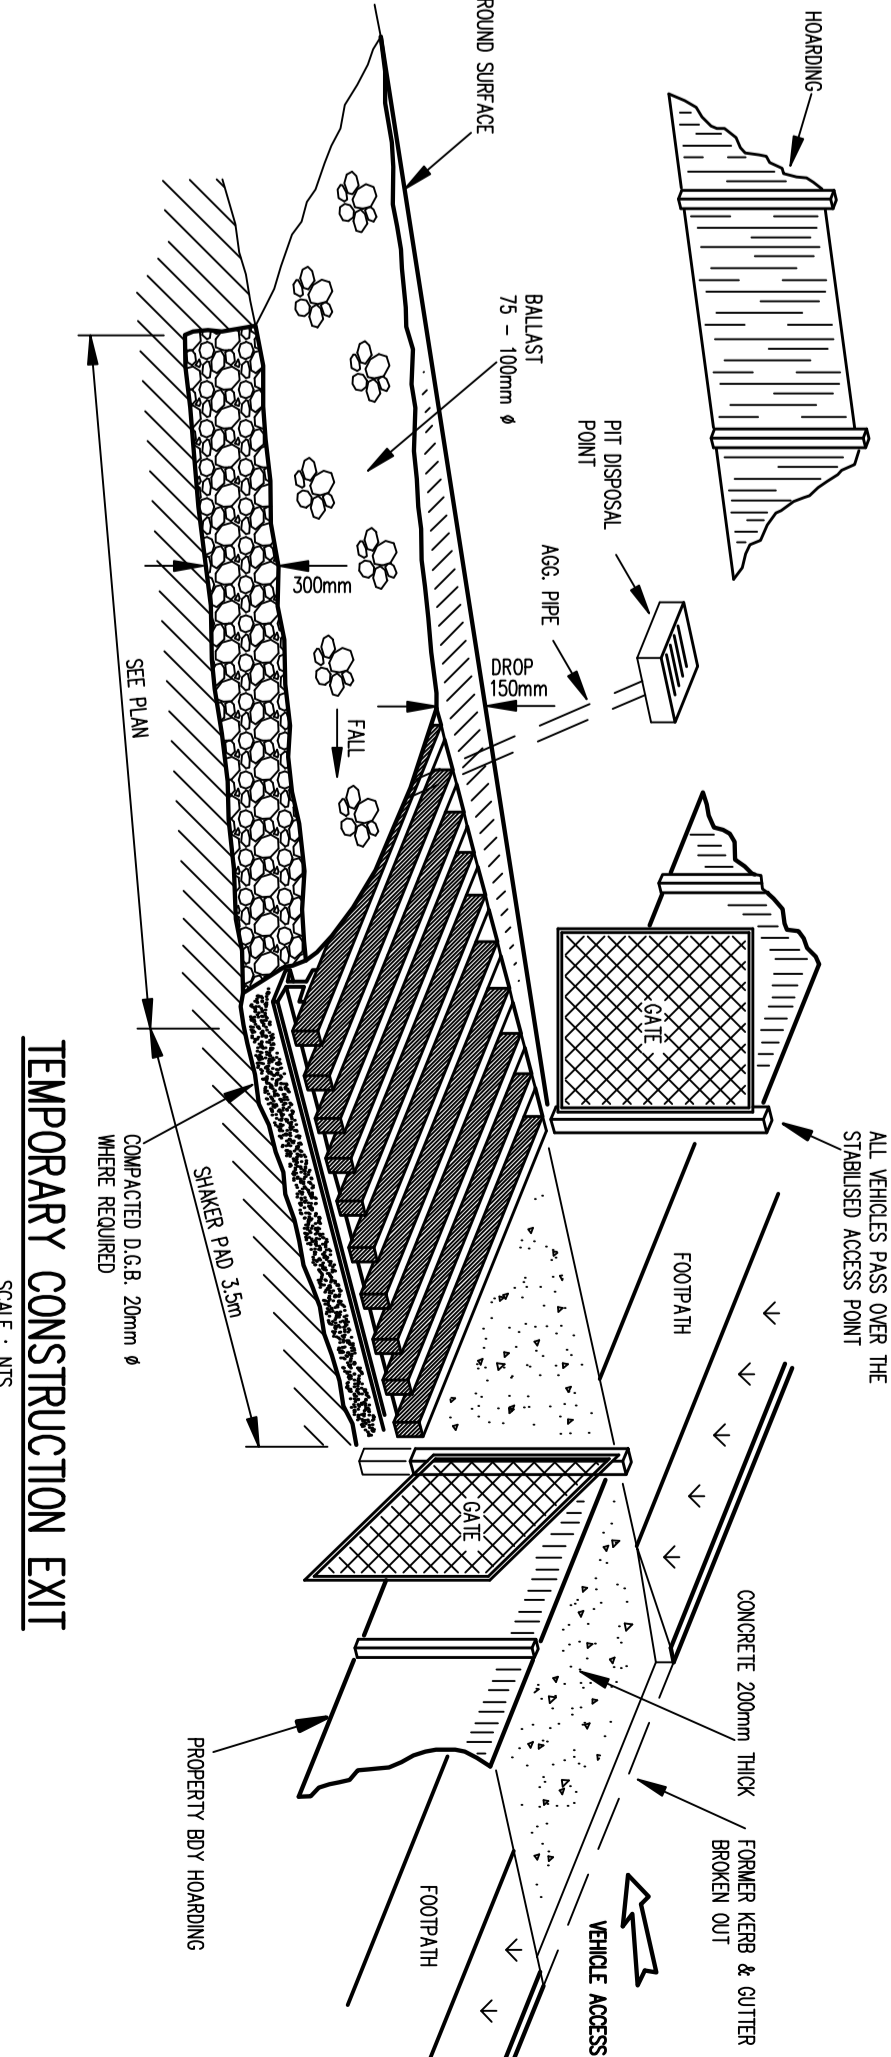 HOARDING
ROUND SURFACE
BALLAST
75 - 100mm ø
PIT DISPOSAL
POINT
AGG. PIPE
DROP
150mm
300mm
FALL
SEE PLAN
GATE
ALL VEHICLES PASS OVER THE
STABILISED ACCESS POINT
FOOTPATH
COMPACTED D.G.B. 20mm ø
WHERE REQUIRED
SHAKER PAD 3.5m
GATE
CONCRETE 200mm THICK
FORMER KERB & GUTTER
BROKEN OUT
VEHICLE ACCESS
PROPERTY BDY HOARDING
FOOTPATH
TEMPORARY CONSTRUCTION EXIT
SCALE : NTS